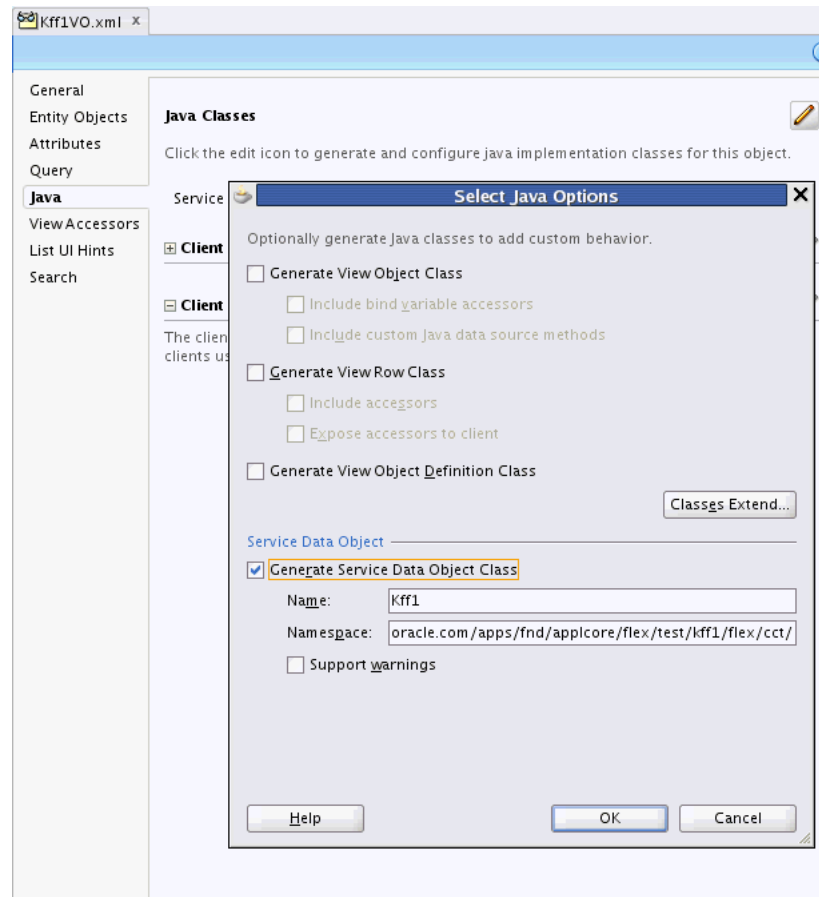 Kff1VO.xml x
General
Entity Objects
Attributes
Query
Java
View Accessors
List UI Hints
Search
Java Classes
Click the edit icon to generate and configure java implementation classes for this object.
Service
Client
Client
The clien
clients us
Select Java Options
Optionally generate Java classes to add custom behavior.
Generate View Object Class
Include bind variable accessors
Include custom Java data source methods
Generate View Row Class
Include accessors
Expose accessors to client
Generate View Object Definition Class
Classes Extend...
Service Data Object
Generate Service Data Object Class
Name: Kff1
Namespace: oracle.com/apps/fnd/applcore/flex/test/kff1/flex/cct/
Support warnings
Help OK Cancel